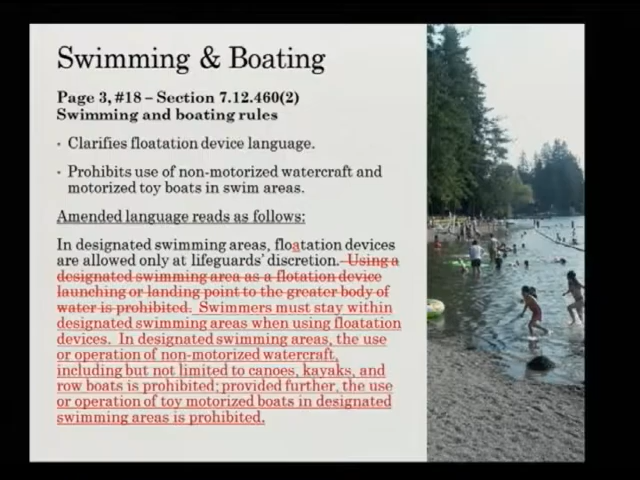 Swimming & Boating
Page 3, #18 – Section 7.12.460(2)
Swimming and boating rules
• Clarifies floatation device language.
• Prohibits use of non-motorized watercraft and
motorized toy boats in swim areas.
Amended language reads as follows:
In designated swimming areas, floatation devices
are allowed only at lifeguards' discretion. Using a
designated swimming area as a flotation device
launching or landing point to the greater body of
water is prohibited. Swimmers must stay within
designated swimming areas when using floatation
devices. In designated swimming areas, the use
or operation of non-motorized watercraft,
including but not limited to canoes, kayaks, and
row boats is prohibited; provided further, the use
or operation of toy motorized boats in designated
swimming areas is prohibited.